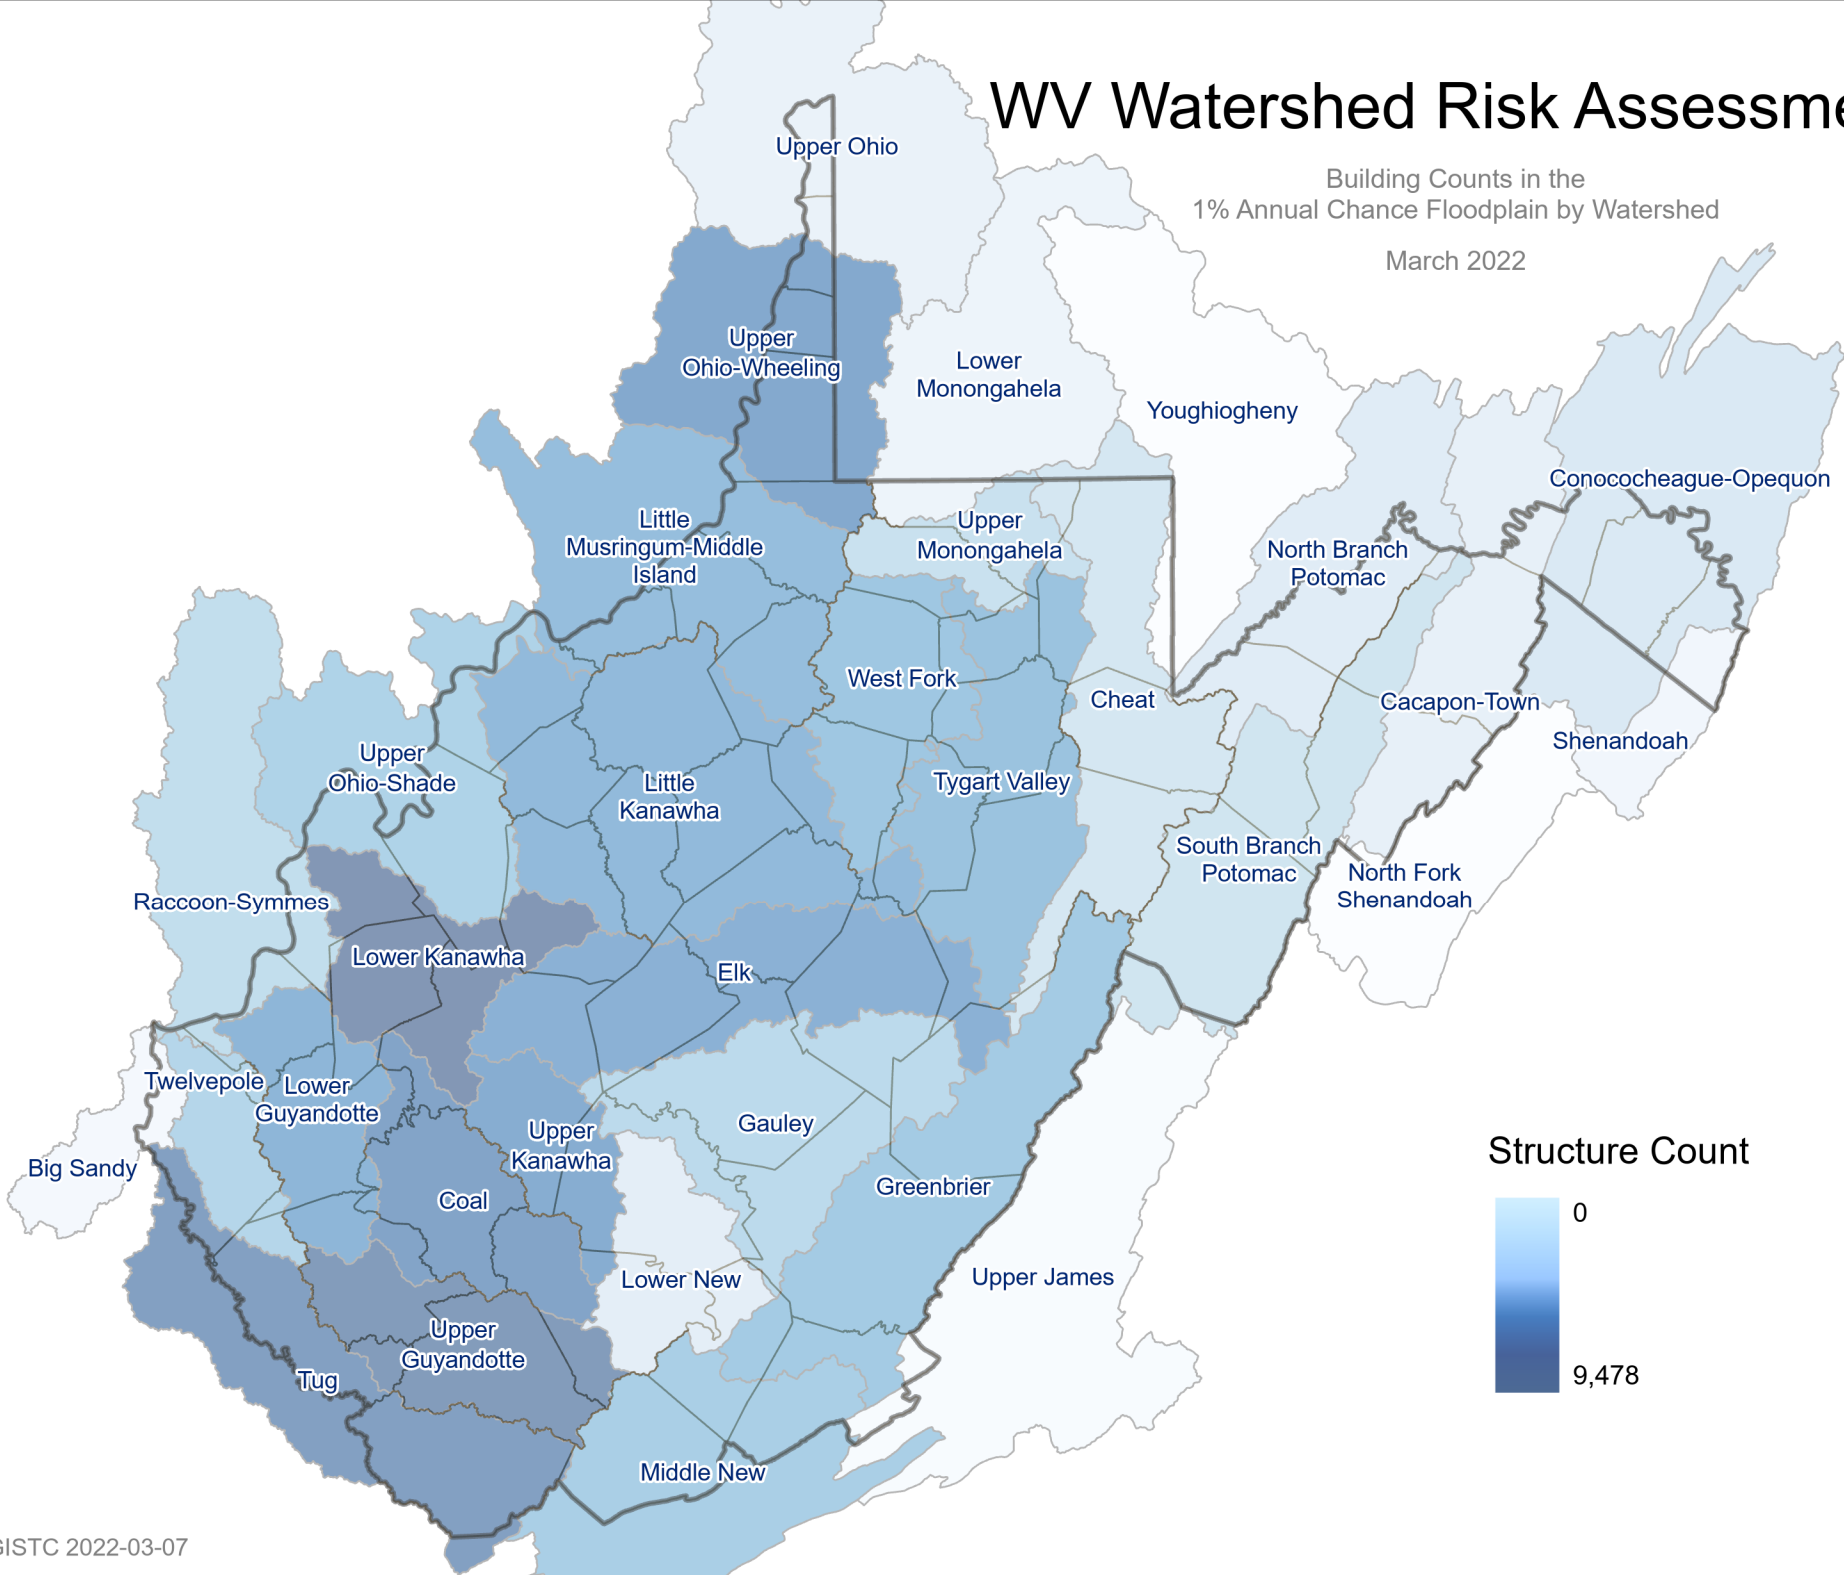 WV Watershed Risk Assessme
Building Counts in the
1% Annual Chance Floodplain by Watershed
March 2022
Upper Ohio
Upper
Ohio-Wheeling
Lower
Monongahela
Youghiogheny
Conococheague-Opequon
Little
Musringum-Middle
Island
Upper
Monongahela
North Branch
Potomac
West Fork
Cheat
Cacapon-Town
Shenandoah
Upper
Ohio-Shade
Little
Kanawha
Tygart Valley
South Branch
Potomac
North Fork
Shenandoah
Raccoon-Symmes
Lower Kanawha
Elk
Twelvepole
Lower
Guyandotte
Gauley
Upper
Kanawha
Big Sandy
Coal
Greenbrier
Lower New
Upper James
Upper
Guyandotte
Tug
Middle New
Structure Count
0
9,478
GISTC 2022-03-07